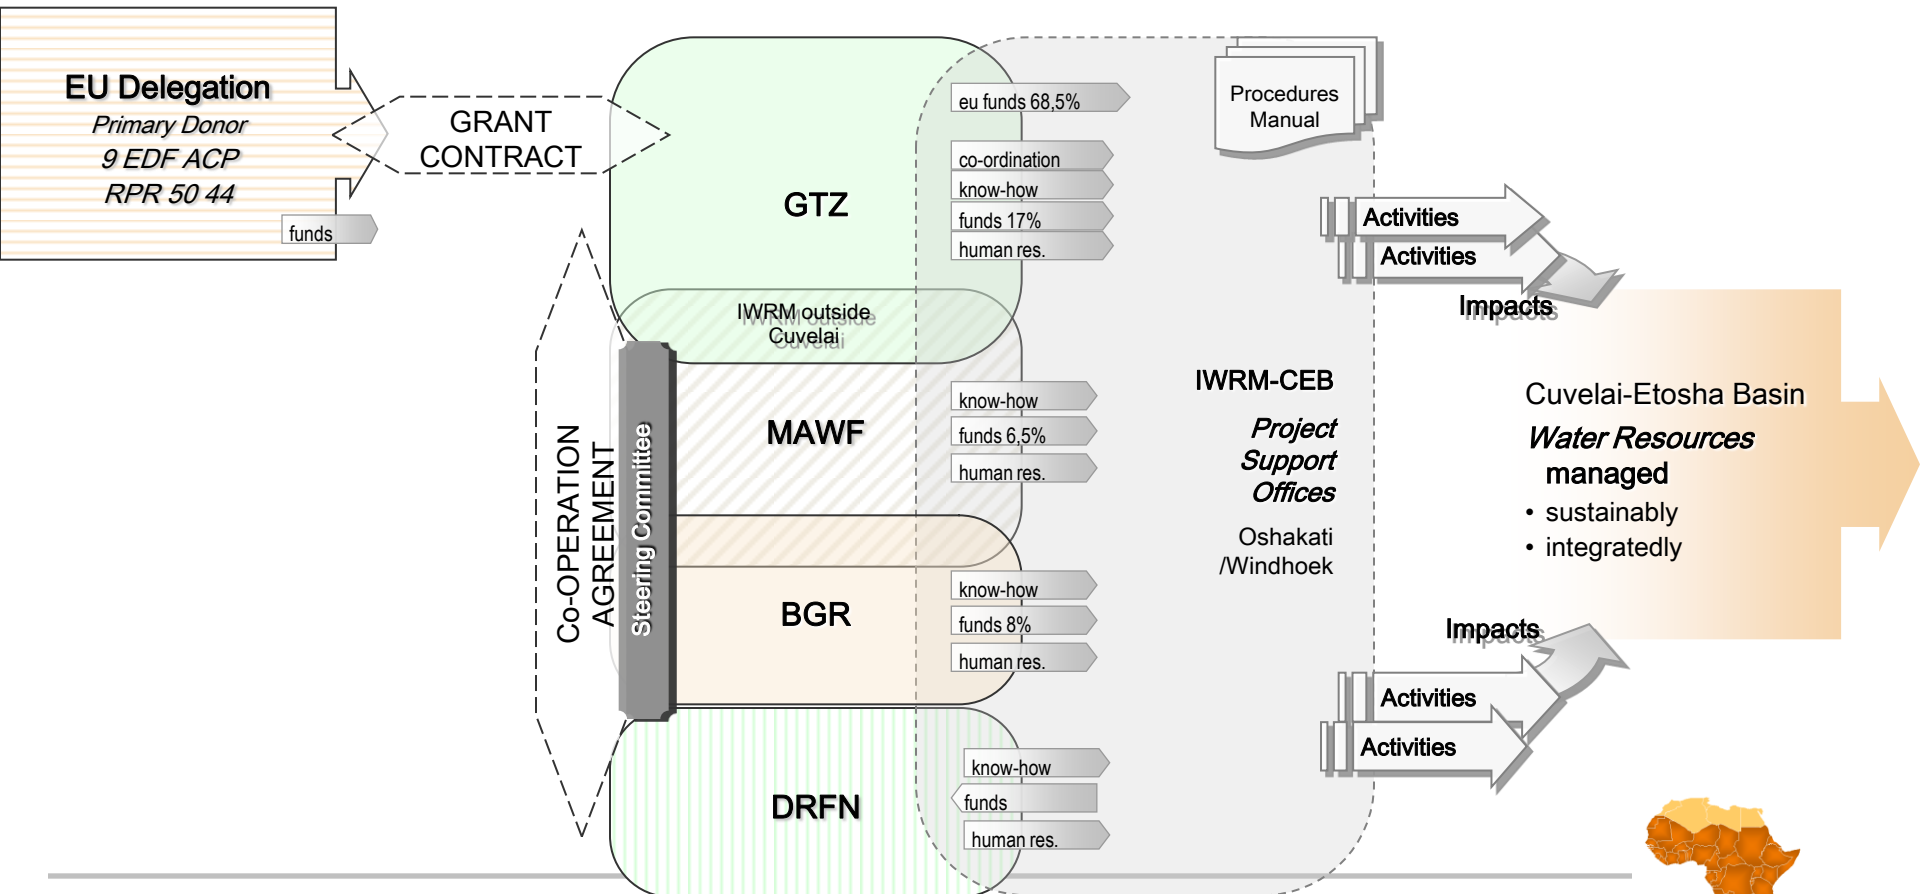 EU Delegation
Primary Donor
9 EDF ACP
RPR 50 44
funds
GRANT
CONTRACT
GTZ
eu funds 68,5%
co-ordination
know-how
funds 17%
human res.
Procedures
Manual
IWRM outside
Cuvelai
Co-OPERATION
AGREEMENT
Steering Committee
MAWF
know-how
funds 6,5%
human res.
BGR
know-how
funds 8%
human res.
DRFN
know-how
funds
human res.
IWRM-CEB
Project
Support
Offices
Oshakati
/Windhoek
Activities
Activities
Impacts
Cuvelai-Etosha Basin
Water Resources
managed
• sustainably
• integratedly
Impacts
Activities
Activities